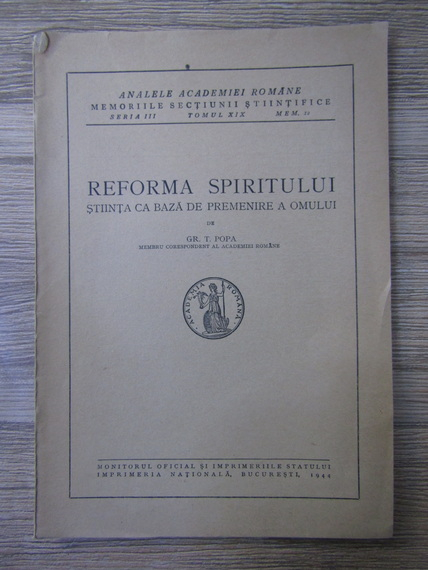 ANALELE ACADEMIEI ROMÂNE
MEMORIILE SECŢIUNII ŞTIINŢIFICE
SERIA III TOMUL XIX MEM.
REFORMA SPIRITULUI
ŞTIINŢA CA BAZĂ DE PREMENIRE A OMULUI
DE
GR. T. POPA
MEMBRU CORESPONDENT AL ACADEMIEI ROMÂNE
ACADEMIA ROMÂNĂ
MONITORUL OFICIAL ŞI IMPRIMERIILE STATULUI
IMPRIMERIA NAŢIONALĂ, BUCUREŞTI, 1944